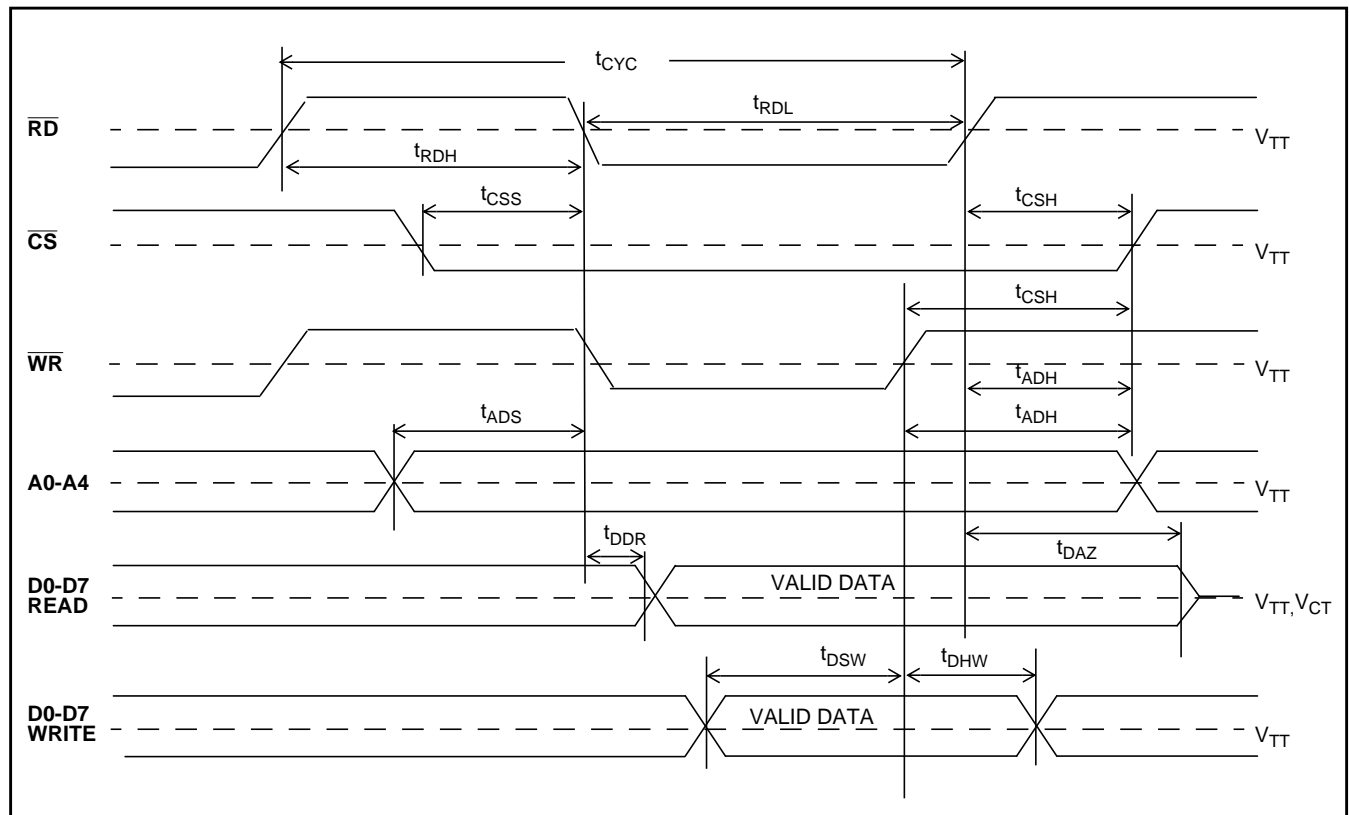 tCYC
RD
tRDL
VTT
tRDH
tCSS
tCSH
CS
VTT
tCSH
WR
VTT
tADH
tADS
tADH
A0-A4
VTT
tDDR
tDAZ
D0-D7
READ
VALID DATA
VTT,VCT
tDSW
tDHW
D0-D7
WRITE
VALID DATA
VTT